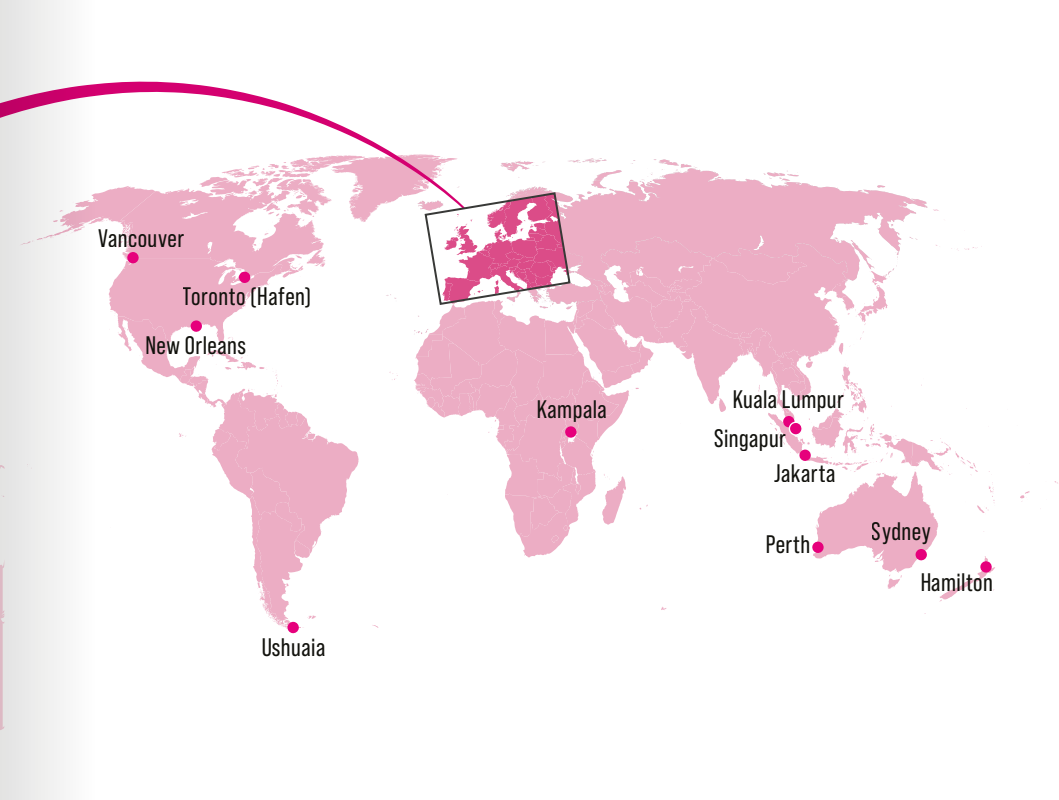 Vancouver
Toronto (Hafen)
New Orleans
Kampala
Kuala Lumpur
Singapur
Jakarta
Perth
Sydney
Hamilton
Ushuaia